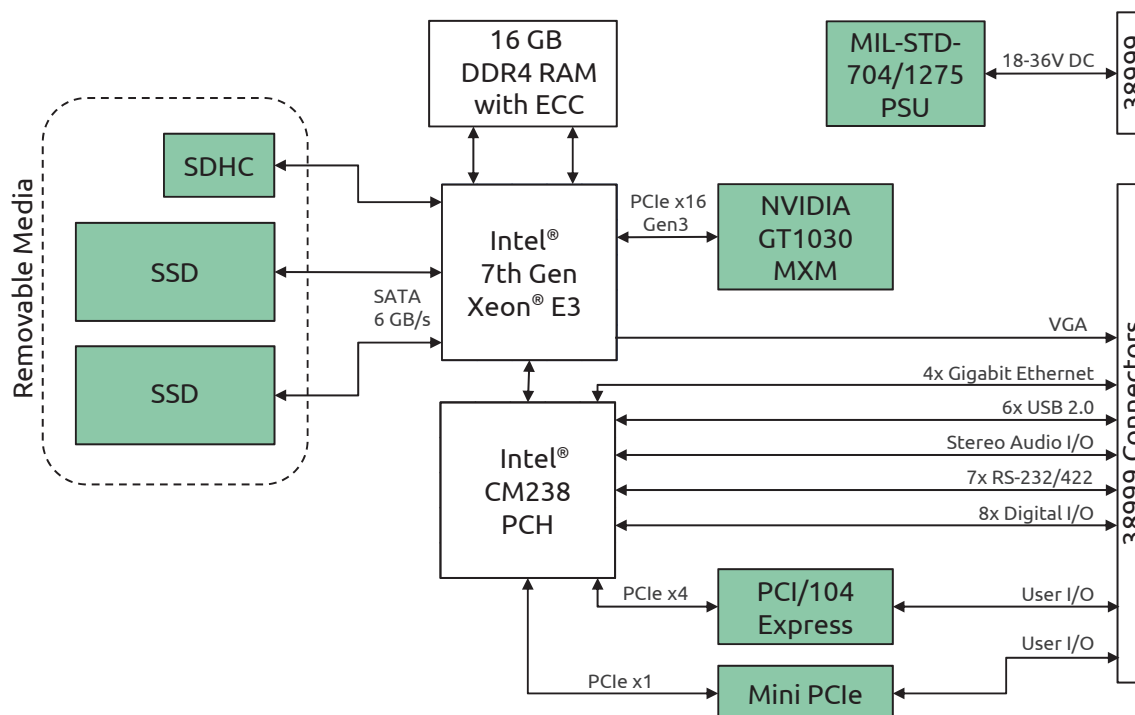 16 GB
DDR4 RAM
with ECC
MIL-STD-
704/1275
PSU
18-36V DC
38999
Removable Media
SDHC
SSD
SSD
SATA
6 GB/s
Intel®
7th Gen
Xeon® E3
PCIe x16
Gen3
NVIDIA
GT1030
MXM
VGA
4x Gigabit Ethernet
6x USB 2.0
Stereo Audio I/O
7x RS-232/422
8x Digital I/O
38999 Connectors
Intel®
CM238
PCH
PCIe x4
PCI/104
Express
User I/O
User I/O
PCIe x1
Mini PCIe